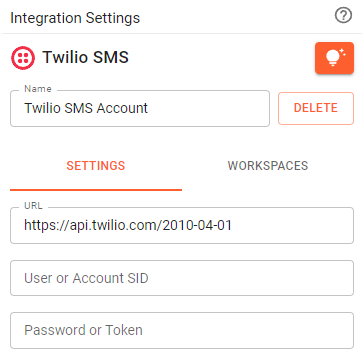 Integration Settings
Twilio SMS
Name
Twilio SMS Account
DELETE
SETTINGS
WORKSPACES
URL
https://api.twilio.com/2010-04-01
User or Account SID
Password or Token